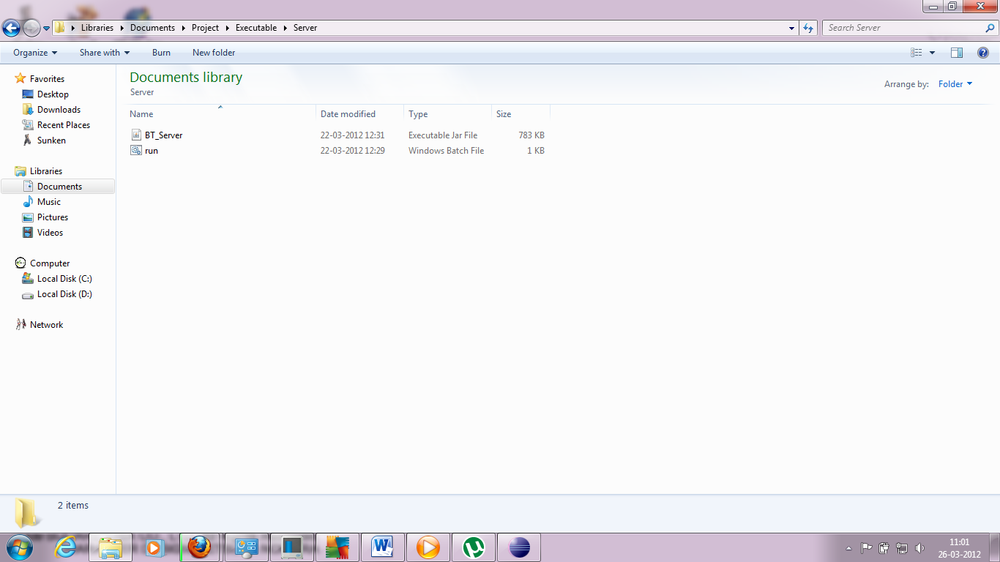 Libraries Documents Project Executable Server
Search Server
Organize Share with Burn New folder
Favorites
Desktop
Downloads
Recent Places
Sunken
Libraries
Documents
Music
Pictures
Videos
Computer
Local Disk (C:)
Local Disk (D:)
Network
Documents library
Server
Arrange by: Folder
Name Date modified Type Size
BT_Server 22-03-2012 12:31 Executable Jar File 783 KB
run 22-03-2012 12:29 Windows Batch File 1 KB
2 items
11:01
26-03-2012